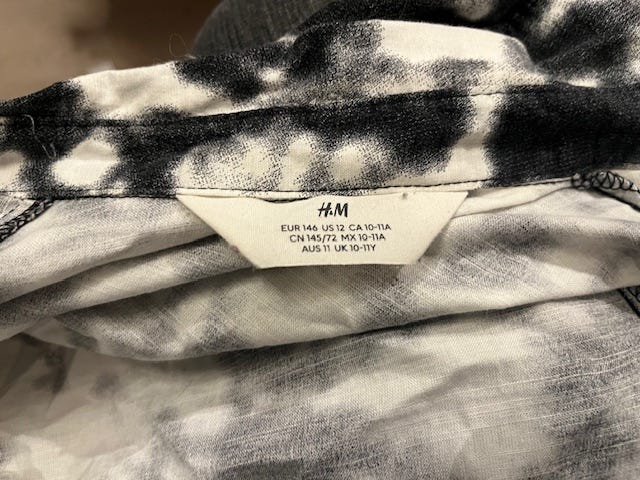 H&M
EUR 146 US 12 CA 10-11A
CN 145/72 MX 10-11A
AUS 11 UK 10-11Y